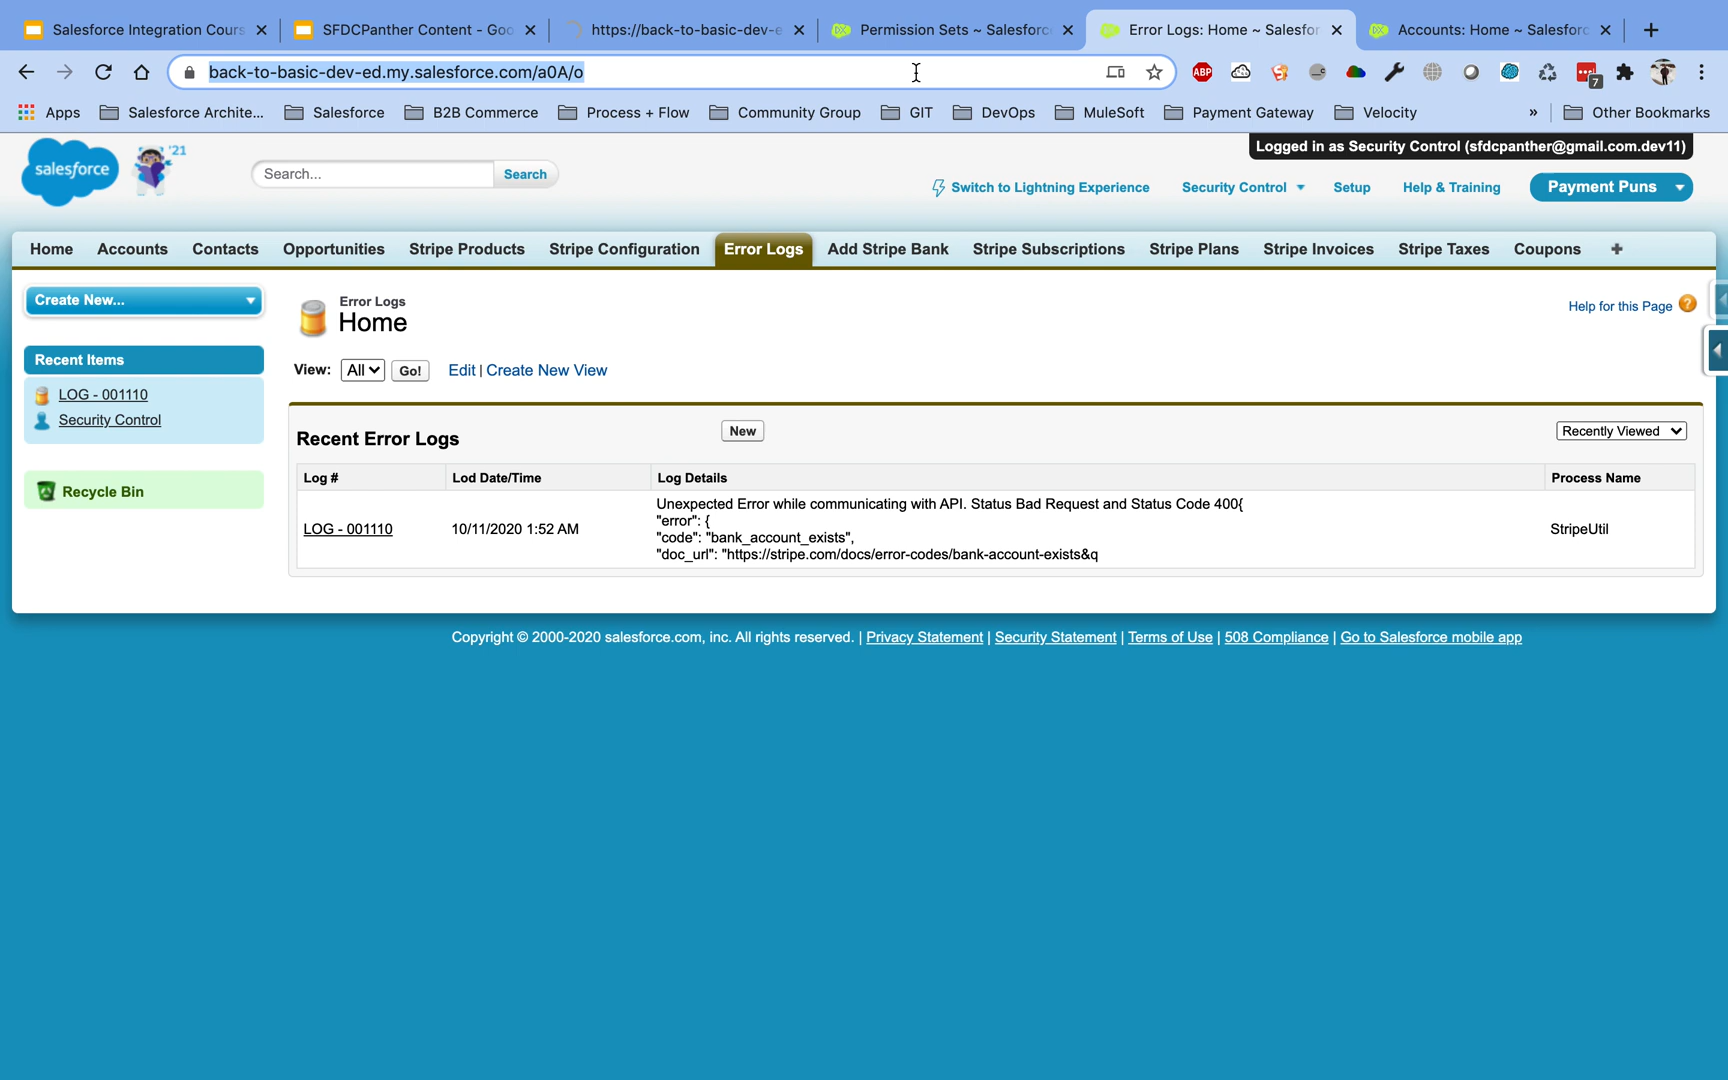 Salesforce Integration Cours
SFDCPanther Content - Goo
https://back-to-basic-dev-e
Permission Sets ~ Salesforc
Error Logs: Home ~ Salesfor
Accounts: Home ~ Salesforc
back-to-basic-dev-ed.my.salesforce.com/a0A/o
ABP
7
Apps
Salesforce Archite...
Salesforce
B2B Commerce
Process + Flow
Community Group
GIT
DevOps
MuleSoft
Payment Gateway
Velocity
»
Other Bookmarks
Logged in as Security Control (sfdcpanther@gmail.com.dev11)
salesforce
'21
Search...
Search
Switch to Lightning Experience
Security Control
Setup
Help & Training
Payment Puns
Home Accounts Contacts Opportunities Stripe Products Stripe Configuration Error Logs Add Stripe Bank Stripe Subscriptions Stripe Plans Stripe Invoices Stripe Taxes Coupons +
Create New...
Recent Items
LOG - 001110
Security Control
Recycle Bin
Error Logs
Home
Help for this Page ?
View: All Go! Edit | Create New View
Recent Error Logs
New
Recently Viewed
Log # Lod Date/Time Log Details Process Name
LOG - 001110
10/11/2020 1:52 AM
Unexpected Error while communicating with API. Status Bad Request and Status Code 400{
"error": {
"code": "bank_account_exists",
"doc_url": "https://stripe.com/docs/error-codes/bank-account-exists&q
StripeUtil
Copyright © 2000-2020 salesforce.com, inc. All rights reserved. | Privacy Statement | Security Statement | Terms of Use | 508 Compliance | Go to Salesforce mobile app